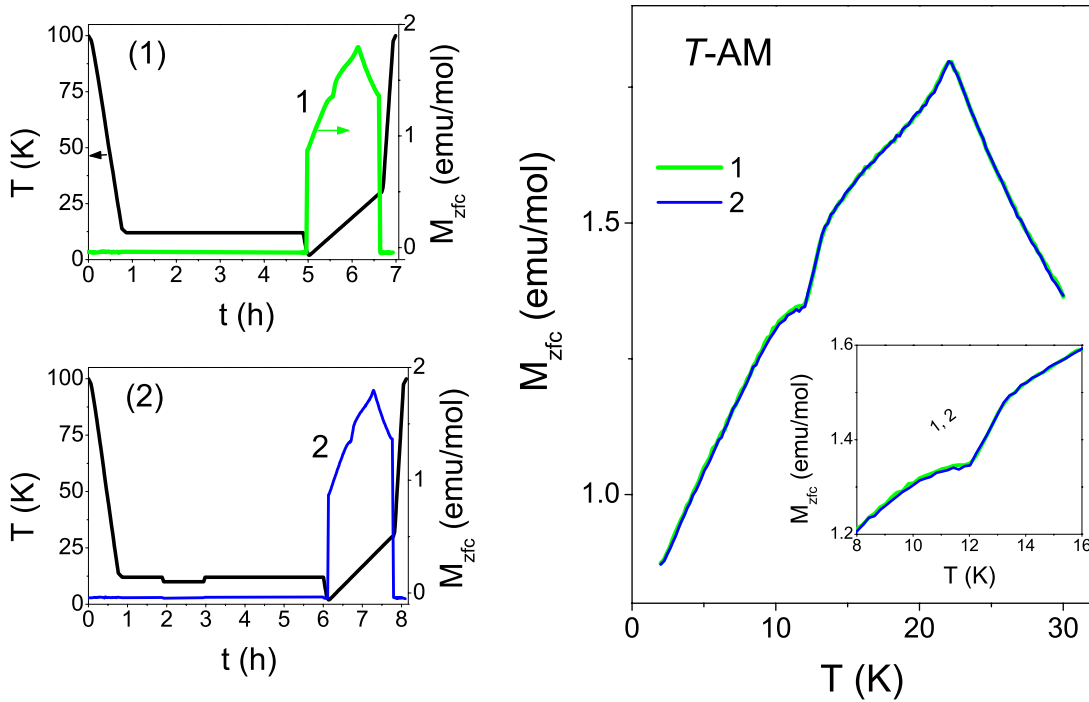 (1)
100
75
50
25
0
T (K)
1
2
1
0
M_zfc (emu/mol)
0 1 2 3 4 5 6 7
t (h)
(2)
100
75
50
25
0
T (K)
2
2
1
0
M_zfc (emu/mol)
0 1 2 3 4 5 6 7 8
t (h)
T-AM
1
2
1.5
1.0
M_zfc (emu/mol)
0 10 20 30
T (K)
1.6
1.4
1.2
M_zfc (emu/mol)
1, 2
8 10 12 14 16
T (K)